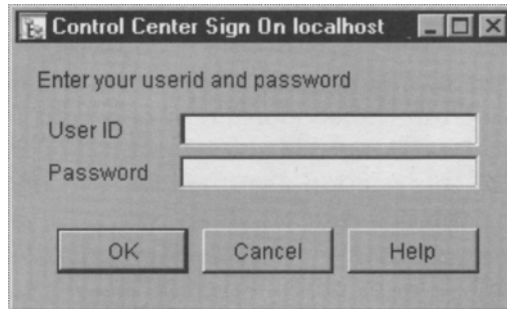 Control Center Sign On localhost
Enter your userid and password
User ID
Password
OK Cancel Help